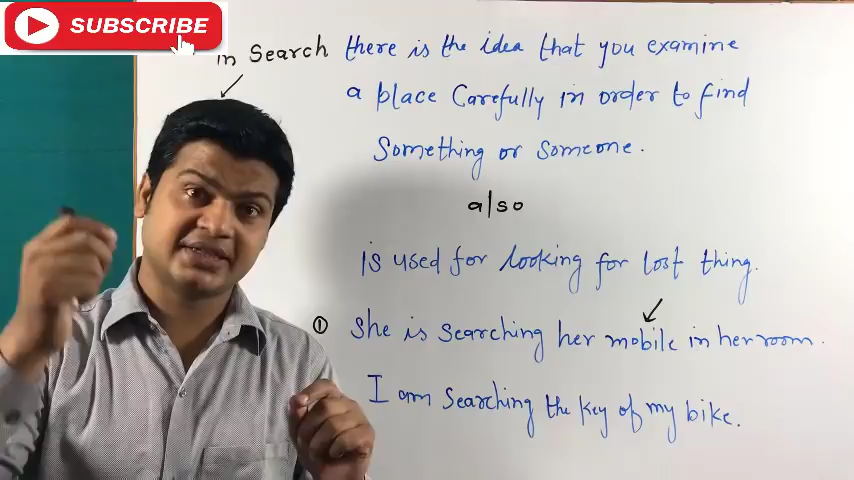 SUBSCRIBE
in Search there is the idea that you examine
a place Carefully in order to find
Something or Someone.
also
is used for looking for lost thing.
① She is searching her mobile in her room.
I am Searching the key of my bike.